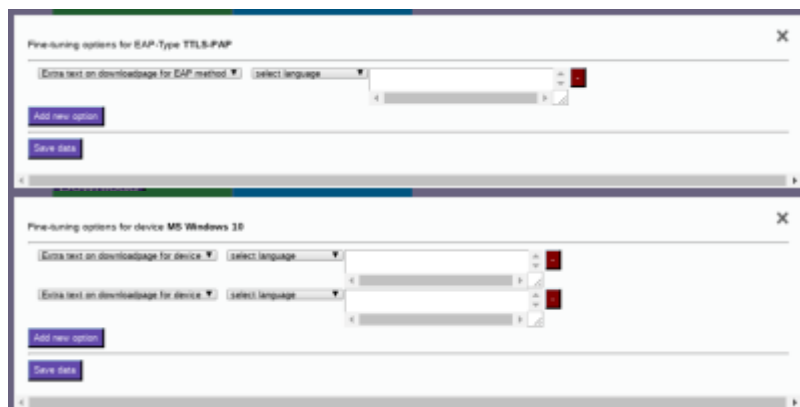 Fine-tuning options for EAP-Type TTLS-PAP
Extra text on downloadpage for EAP method select language
-
Add new option
Save data
Fine-tuning options for device MS Windows 10
Extra text on downloadpage for device select language
-
Extra text on downloadpage for device select language
-
Add new option
Save data